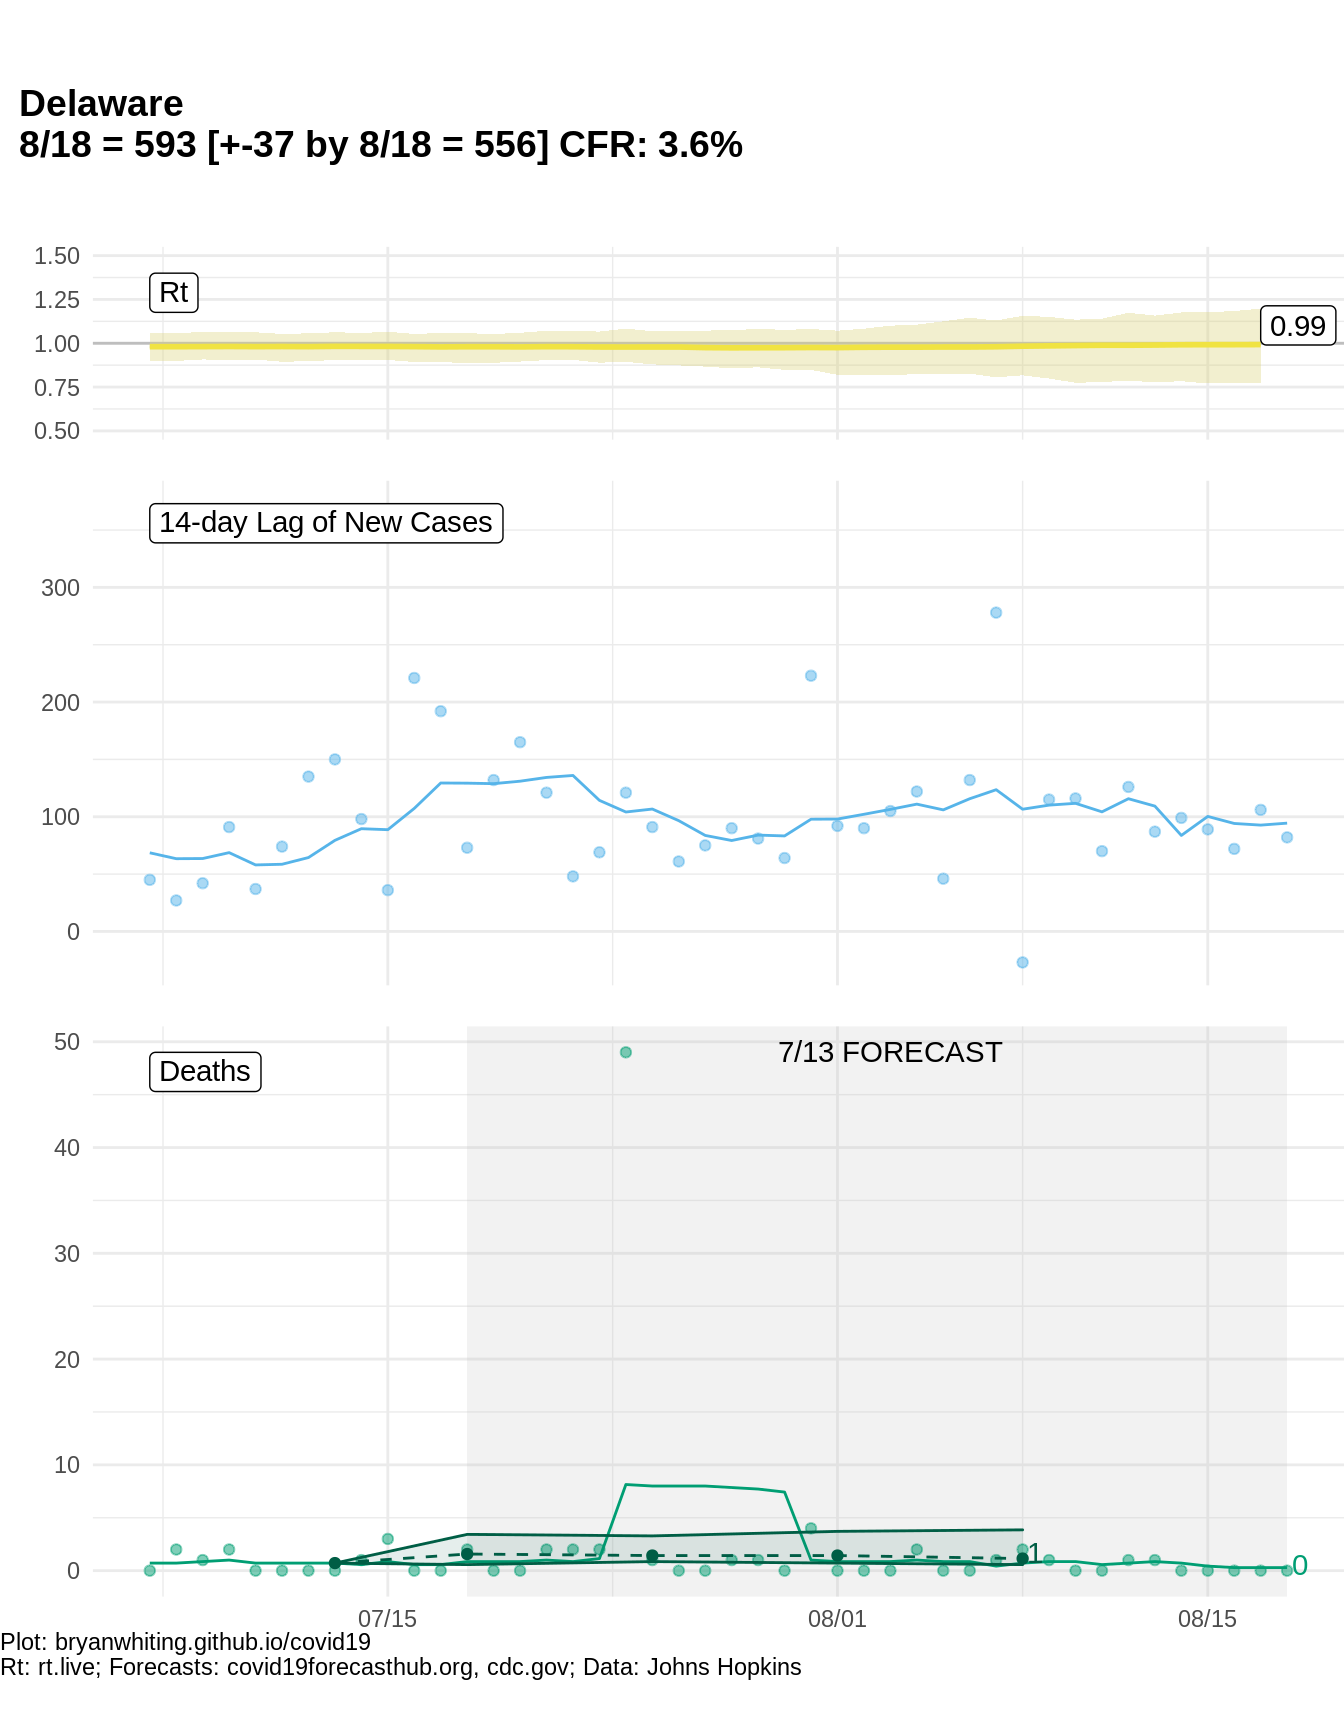 Delaware
8/18 = 593 [+-37 by 8/18 = 556] CFR: 3.6%
1.50
Rt
1.25
0.99
1.00
0.75
0.50
14-day Lag of New Cases
300
200
100
0
50
7/13 FORECAST
Deaths
40
30
20
10
1
0
0
07/15
08/01
08/15
Plot: bryanwhiting.github.io/covid19
Rt: rt.live; Forecasts: covid19forecasthub.org, cdc.gov; Data: Johns Hopkins